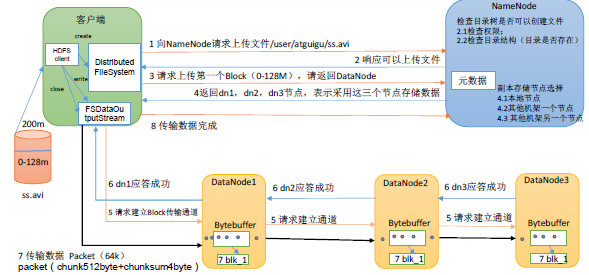 客户端
create
HDFS
client
Distributed
FileSystem
write
close
FSDataOu
tputStream
200m
0-128m
ss.avi
1 向NameNode请求上传文件/user/atguigu/ss.avi
2 响应可以上传文件
3 请求上传第一个Block（0-128M），请返回DataNode
4返回dn1，dn2，dn3节点，表示采用这三个节点存储数据
8 传输数据完成
NameNode
检查目录树是否可以创建文件
2.1检查权限；
2.2检查目录结构（目录是否存在）
元数据
副本存储节点选择
4.1本地节点
4.2其他机架一个节点
4.3 其他机架另一个节点
6 dn1应答成功
5 请求建立Block传输通道
DataNode1
Bytebuffer
7 blk_1
6 dn2应答成功
5 请求建立通道
DataNode2
Bytebuffer
7 blk_1
6 dn3应答成功
5 请求建立通道
DataNode3
Bytebuffer
7 blk_1
7 传输数据 Packet（64k）
packet（chunk512byte+chunksum4byte）